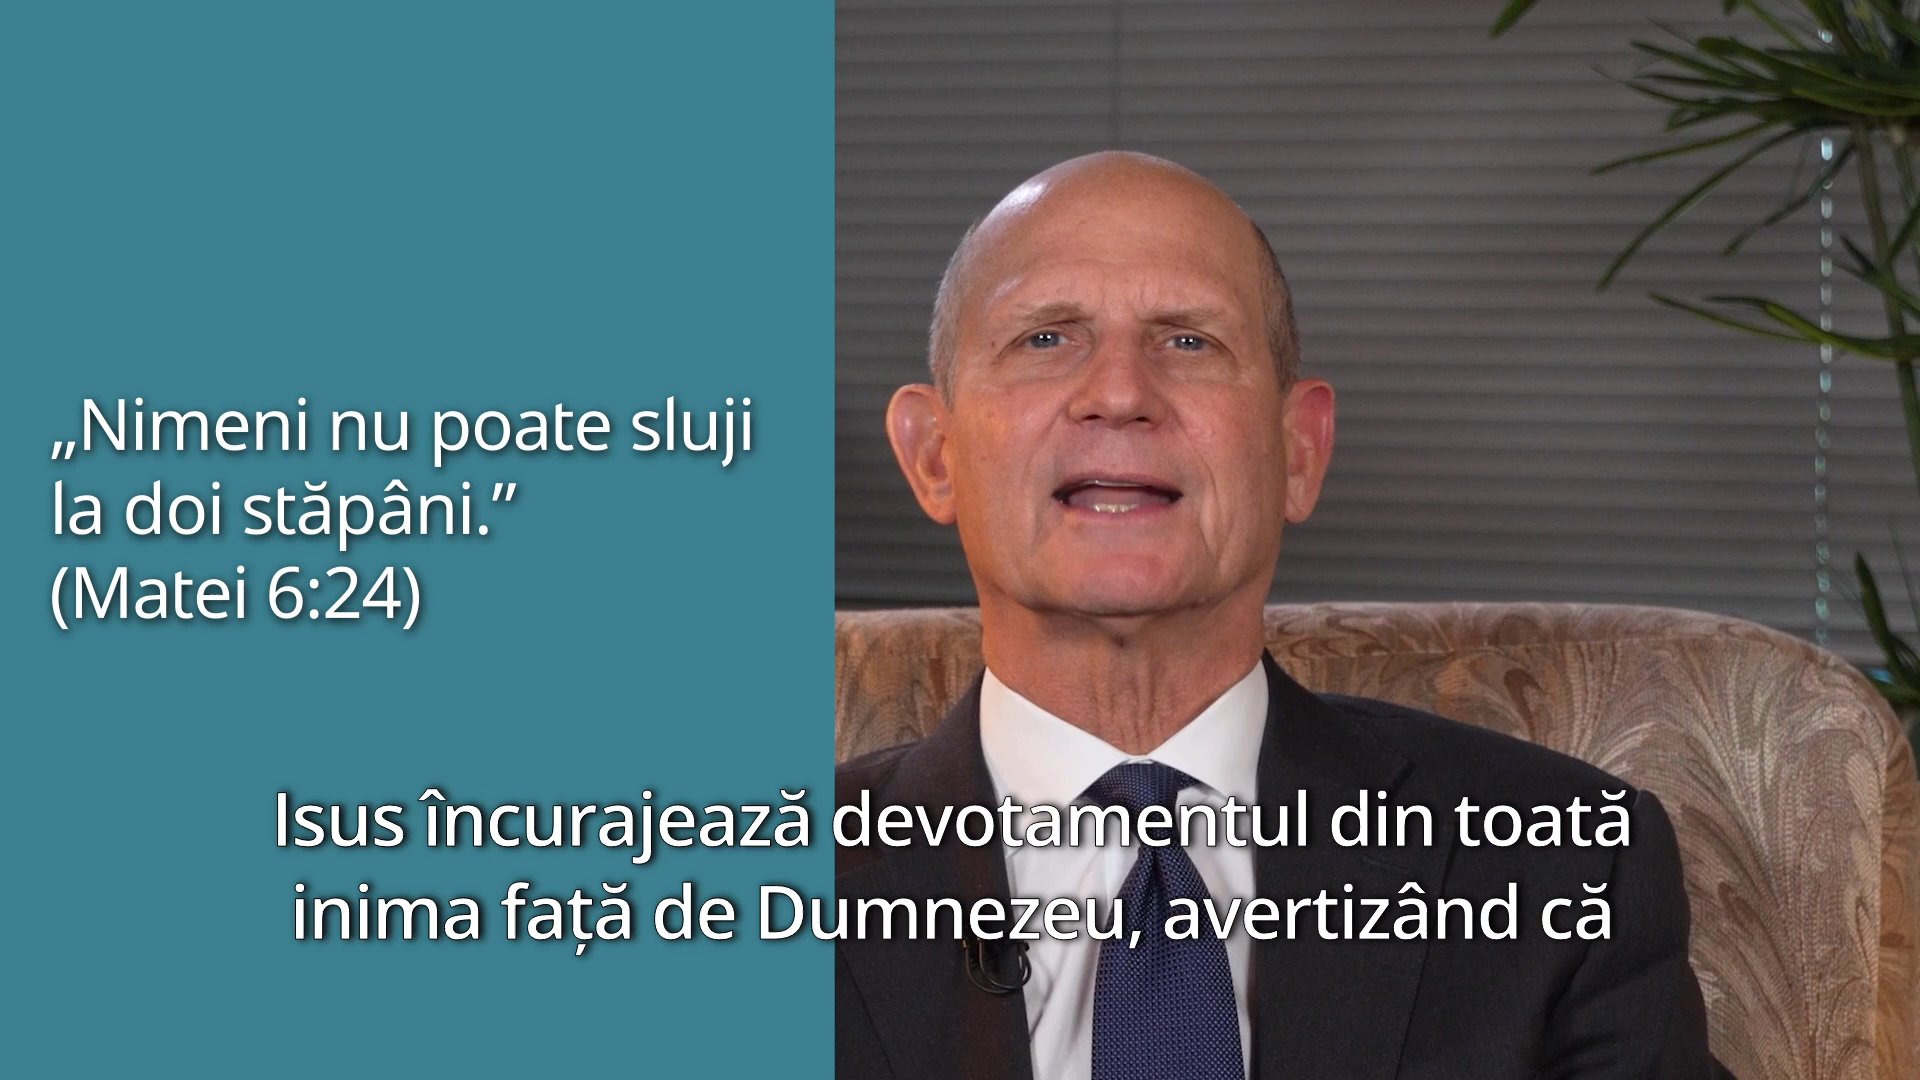 „Nimeni nu poate sluji
la doi stăpâni.”
(Matei 6:24)
Isus încurajează devotamentul din toată
inima față de Dumnezeu, avertizând că